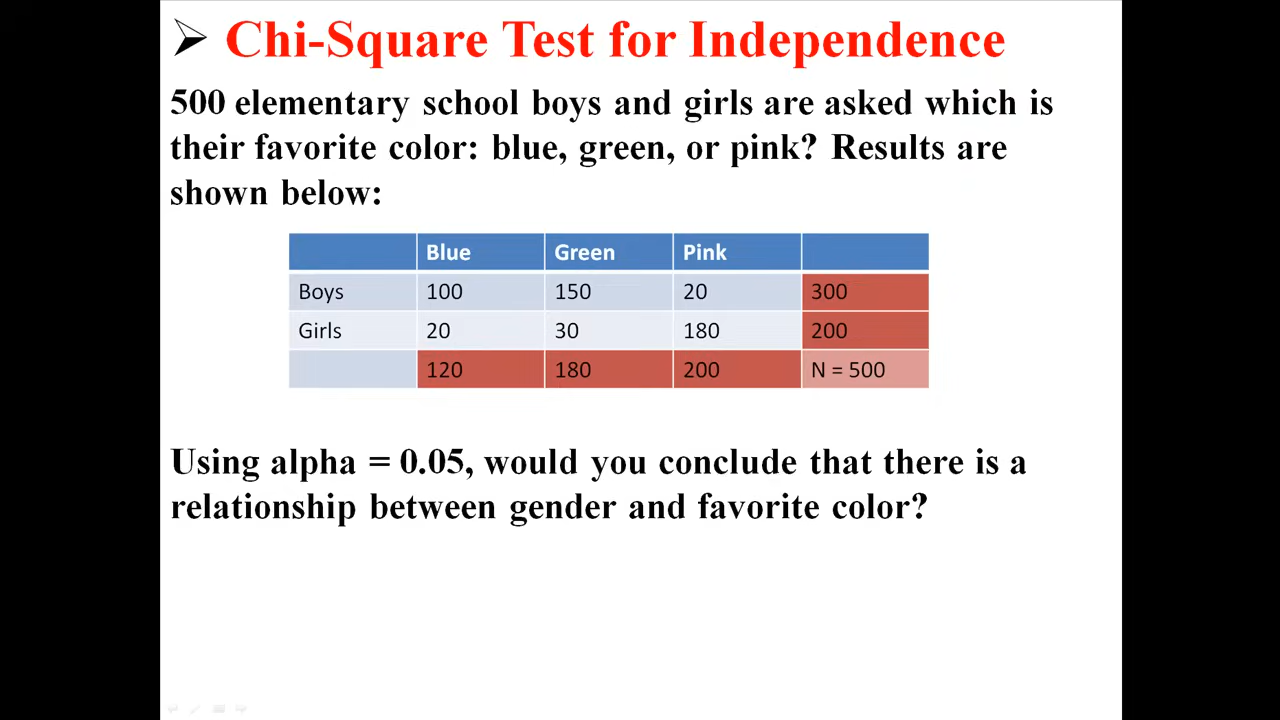 Chi-Square Test for Independence
500 elementary school boys and girls are asked which is
their favorite color: blue, green, or pink? Results are
shown below:
Blue Green Pink
Boys 100 150 20 300
Girls 20 30 180 200
120 180 200 N = 500
Using alpha = 0.05, would you conclude that there is a
relationship between gender and favorite color?